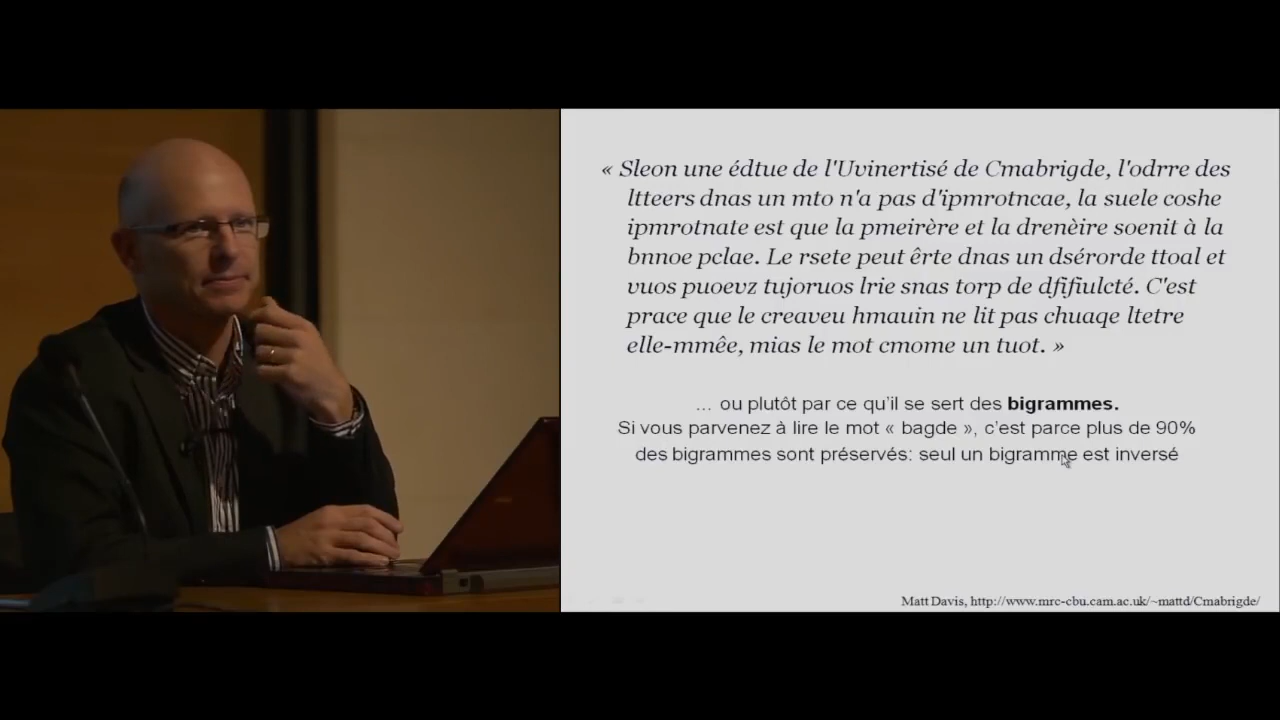 « Sleon une édtue de l'Uvinertisé de Cmabrigde, l'odrre des
ltteers dnas un mto n'a pas d'ipmrotncae, la suele coshe
ipmrotnate est que la pmeirère et la drenèire soenit à la
bnnoe pclae. Le rsete peut êrte dnas un dsérorde ttoal et
vuos puoevz tujoruos lrie snas torp de dfifiulcté. C'est
prace que le creaveu hmauin ne lit pas chuaqe ltetre
elle-mmêe, mias le mot cmome un tuot. »
... ou plutôt par ce qu'il se sert des bigrammes.
Si vous parvenez à lire le mot « bagde », c'est parce plus de 90%
des bigrammes sont préservés: seul un bigramme est inversé
Matt Davis, http://www.mrc-cbu.cam.ac.uk/~mattd/Cmabrigde/